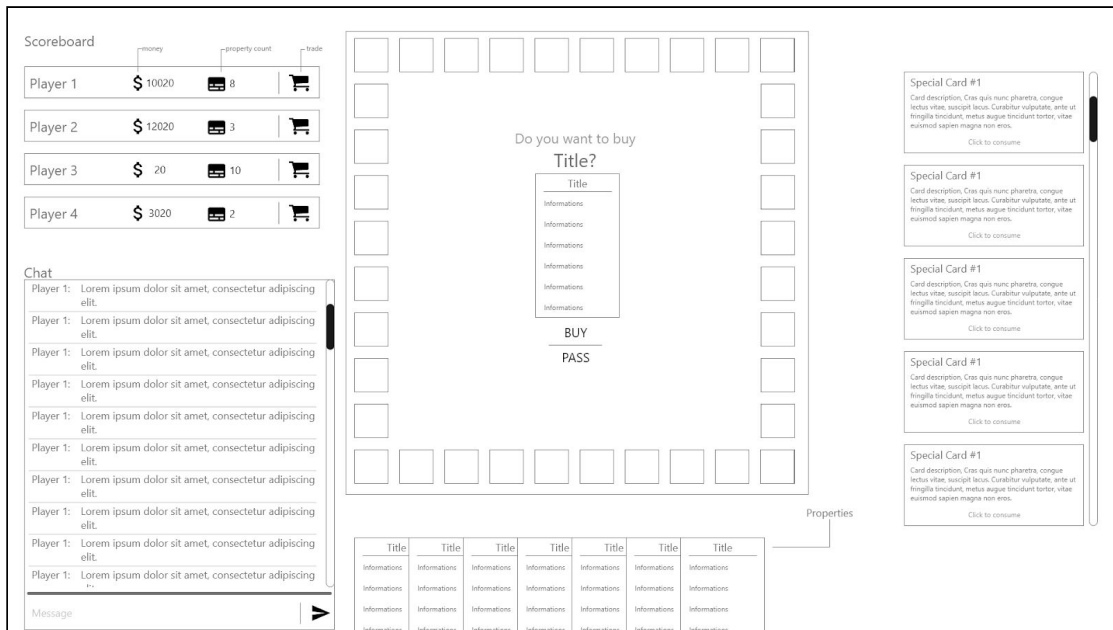 Scoreboard
money
property count
trade
Player 1 $ 10020 8
Player 2 $ 12020 3
Player 3 $ 20 10
Player 4 $ 3020 2
Chat
Player 1: Lorem ipsum dolor sit amet, consectetur adipiscing
elit.
Player 1: Lorem ipsum dolor sit amet, consectetur adipiscing
elit.
Player 1: Lorem ipsum dolor sit amet, consectetur adipiscing
elit.
Player 1: Lorem ipsum dolor sit amet, consectetur adipiscing
elit.
Player 1: Lorem ipsum dolor sit amet, consectetur adipiscing
elit.
Player 1: Lorem ipsum dolor sit amet, consectetur adipiscing
elit.
Player 1: Lorem ipsum dolor sit amet, consectetur adipiscing
elit.
Player 1: Lorem ipsum dolor sit amet, consectetur adipiscing
elit.
Player 1: Lorem ipsum dolor sit amet, consectetur adipiscing
elit.
Player 1: Lorem ipsum dolor sit amet, consectetur adipiscing
Message
Do you want to buy
Title?
Title
Informations
Informations
Informations
Informations
Informations
Informations
BUY
PASS
Properties
Title Title Title Title Title Title Title
Informations Informations Informations Informations Informations Informations Informations
Informations Informations Informations Informations Informations Informations Informations
Informations Informations Informations Informations Informations Informations Informations
Informations Informations Informations Informations Informations Informations Informations
Special Card #1
Card description, Cras quis nunc pharetra, congue
lectus vitae, suscipit lacus. Curabitur vulputate, ante ut
fringilla tincidunt, metus augue tincidunt tortor, vitae
euismod sapien magna non eros.
Click to consume
Special Card #1
Card description, Cras quis nunc pharetra, congue
lectus vitae, suscipit lacus. Curabitur vulputate, ante ut
fringilla tincidunt, metus augue tincidunt tortor, vitae
euismod sapien magna non eros.
Click to consume
Special Card #1
Card description, Cras quis nunc pharetra, congue
lectus vitae, suscipit lacus. Curabitur vulputate, ante ut
fringilla tincidunt, metus augue tincidunt tortor, vitae
euismod sapien magna non eros.
Click to consume
Special Card #1
Card description, Cras quis nunc pharetra, congue
lectus vitae, suscipit lacus. Curabitur vulputate, ante ut
fringilla tincidunt, metus augue tincidunt tortor, vitae
euismod sapien magna non eros.
Click to consume
Special Card #1
Card description, Cras quis nunc pharetra, congue
lectus vitae, suscipit lacus. Curabitur vulputate, ante ut
fringilla tincidunt, metus augue tincidunt tortor, vitae
euismod sapien magna non eros.
Click to consume